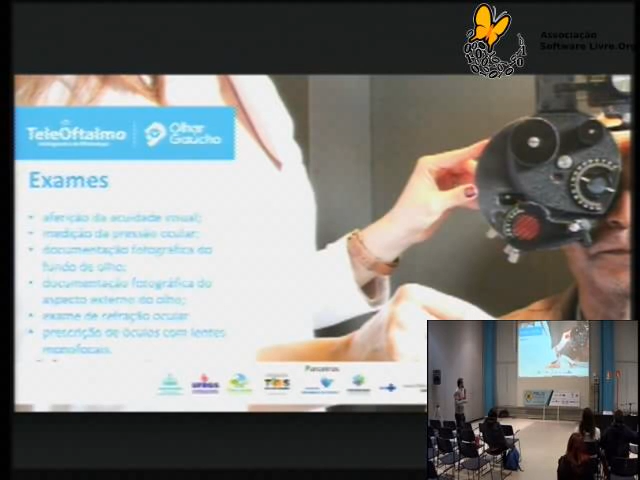 Associação
Software Livre.Org
TeleOftalmo
Olhar
Gaúcho
Exames
• aferição da acuidade visual;
• medição da pressão ocular;
• documentação fotográfica do
fundo de olho;
• documentação fotográfica do
aspecto externo do olho;
• exame de refração ocular
• prescrição de óculos com lentes
monofocais.
Parceiros
UFRGS